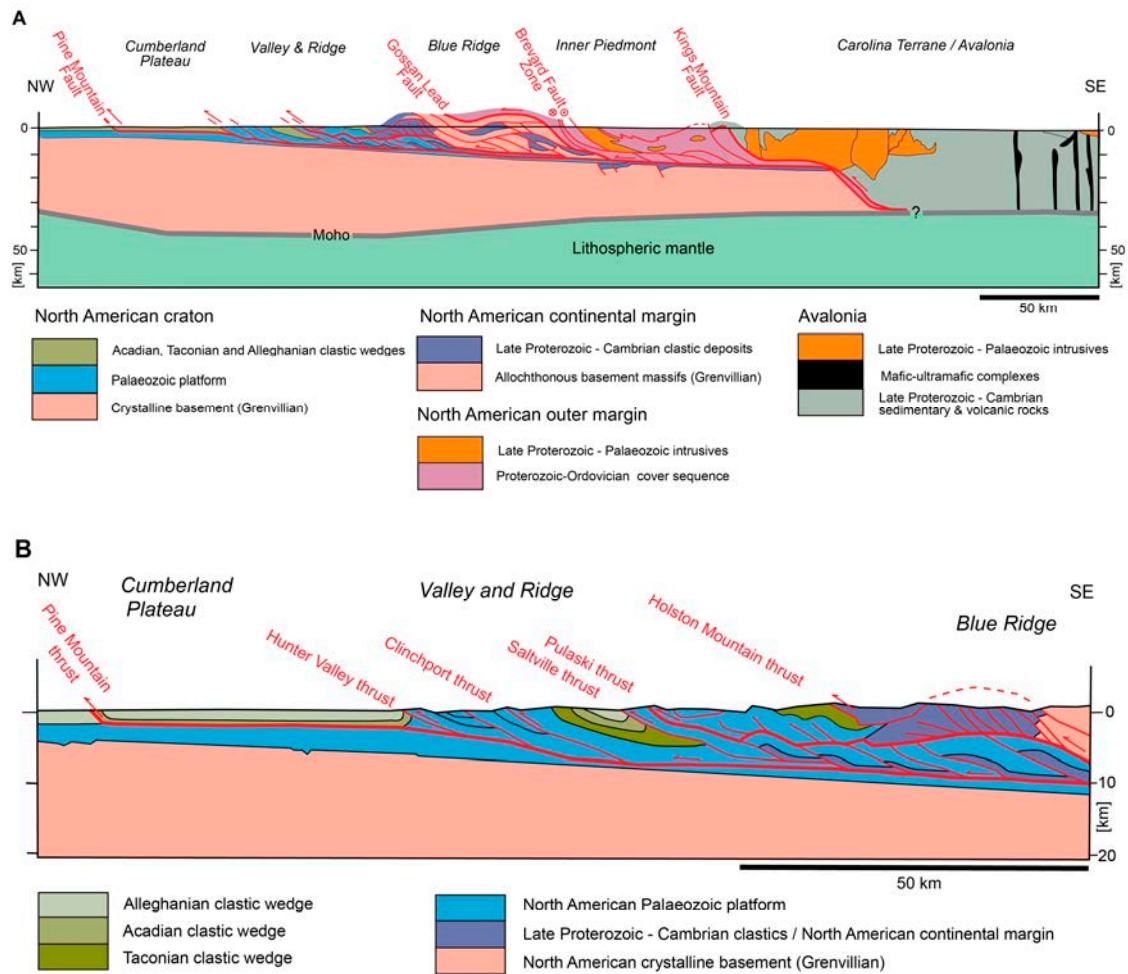 A
Cumberland
Plateau
Valley & Ridge
Blue Ridge
Inner Piedmont
Carolina Terrane / Avalonia
NW
SE
Pine Mountain
Fault
Gossan Lead
Fault
Brevard Fault
Zone
Kings Mountain
Fault
0
50
[km]
0
50
[km]
?
Moho
Lithospheric mantle
50 km
North American craton
Acadian, Taconian and Alleghanian clastic wedges
Palaeozoic platform
Crystalline basement (Grenvillian)
North American continental margin
Late Proterozoic - Cambrian clastic deposits
Allochthonous basement massifs (Grenvillian)
North American outer margin
Late Proterozoic - Palaeozoic intrusives
Proterozoic-Ordovician cover sequence
Avalonia
Late Proterozoic - Palaeozoic intrusives
Mafic-ultramafic complexes
Late Proterozoic - Cambrian
sedimentary & volcanic rocks
B
NW
SE
Cumberland
Plateau
Valley and Ridge
Blue Ridge
Pine Mountain
thrust
Hunter Valley thrust
Clinchport thrust
Saltville thrust
Pulaski thrust
Holston Mountain thrust
0
10
[km]
20
50 km
Alleghanian clastic wedge
Acadian clastic wedge
Taconian clastic wedge
North American Palaeozoic platform
Late Proterozoic - Cambrian clastics / North American continental margin
North American crystalline basement (Grenvillian)